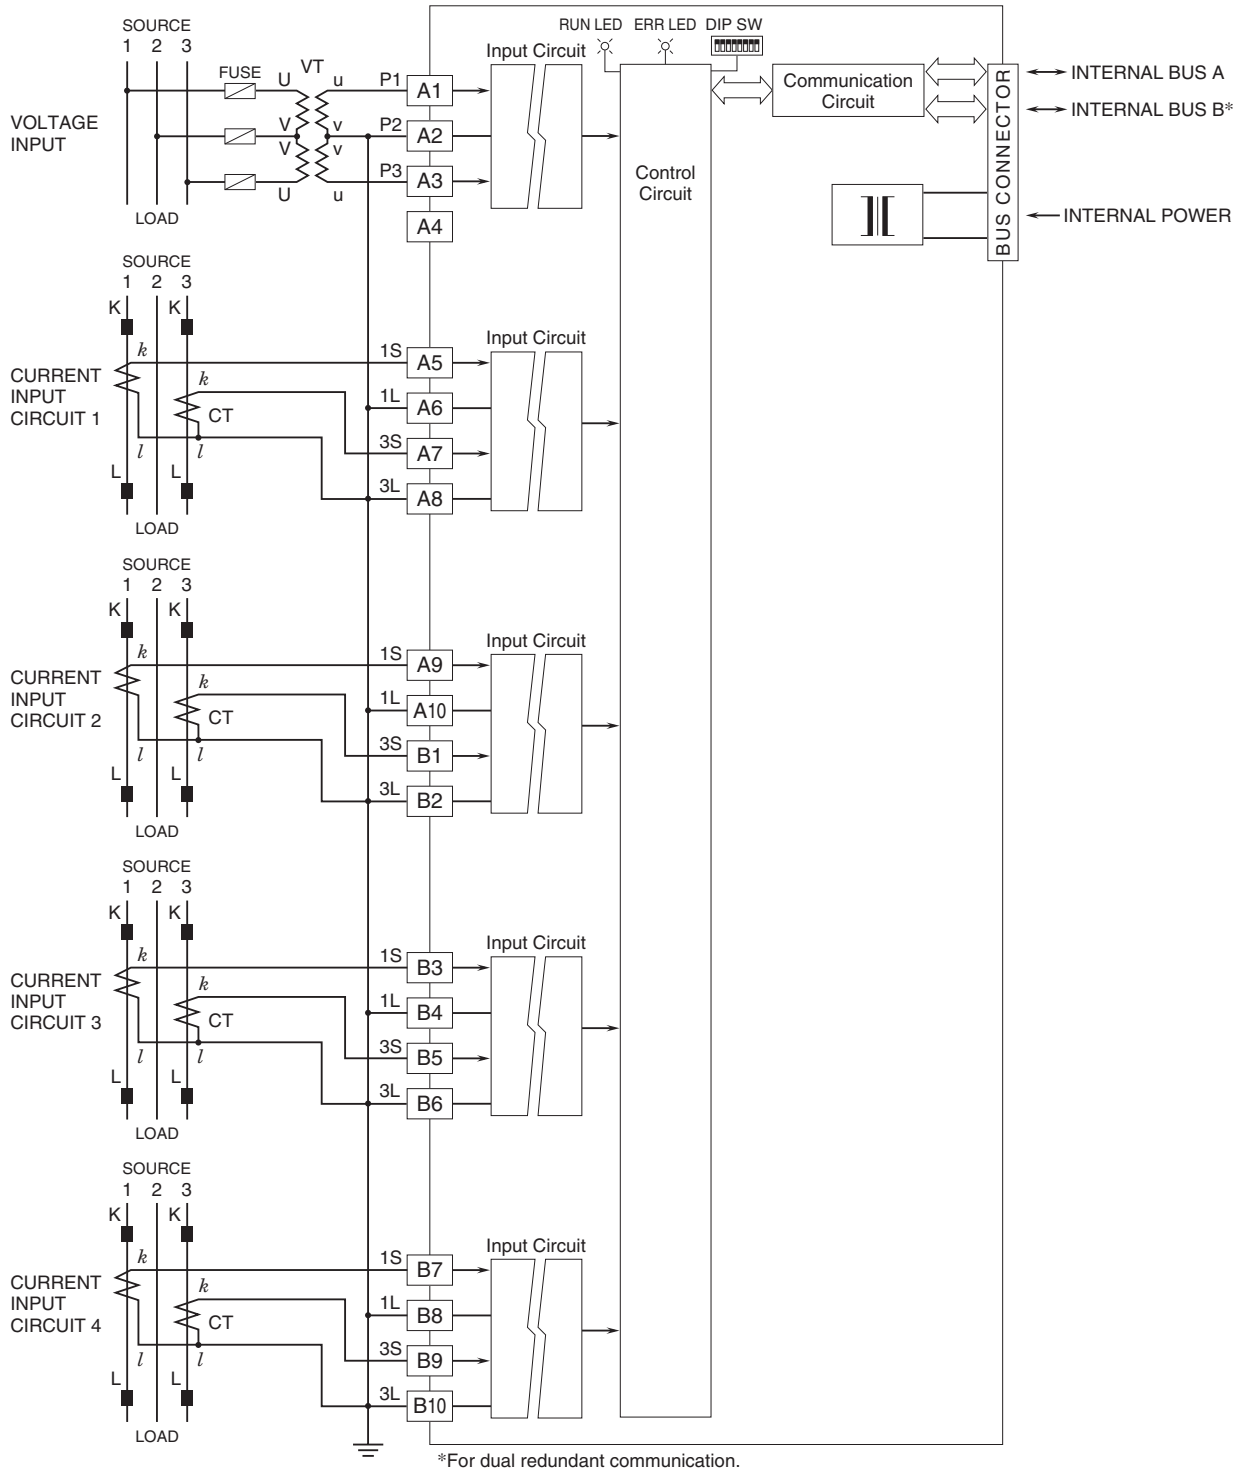 SOURCE
1 2 3
FUSE U VT u P1 A1
VOLTAGE
INPUT
V v P2 A2
V v
U u P3 A3
LOAD
A4
Input Circuit
RUN LED ERR LED DIP SW
Control
Circuit
Communication
Circuit
BUS CONNECTOR
INTERNAL BUS A
INTERNAL BUS B*
INTERNAL POWER
SOURCE
1 2 3
K K
CURRENT
INPUT
CIRCUIT 1
k k
CT
l l
L L
LOAD
1S A5
1L A6
3S A7
3L A8
Input Circuit
SOURCE
1 2 3
K K
CURRENT
INPUT
CIRCUIT 2
k k
CT
l l
L L
LOAD
1S A9
1L A10
3S B1
3L B2
Input Circuit
SOURCE
1 2 3
K K
CURRENT
INPUT
CIRCUIT 3
k k
CT
l l
L L
LOAD
1S B3
1L B4
3S B5
3L B6
Input Circuit
SOURCE
1 2 3
K K
CURRENT
INPUT
CIRCUIT 4
k k
CT
l l
L L
LOAD
1S B7
1L B8
3S B9
3L B10
Input Circuit
*For dual redundant communication.